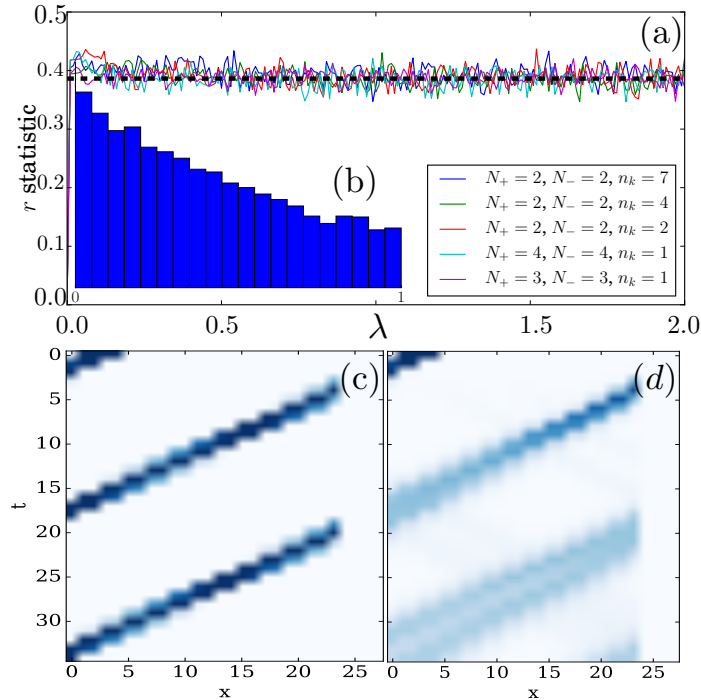 0.5
(a)
0.4
0.3
r statistic
(b)
0.2
N₊ = 2, N₋ = 2, nₖ = 7
N₊ = 2, N₋ = 2, nₖ = 4
N₊ = 2, N₋ = 2, nₖ = 2
N₊ = 4, N₋ = 4, nₖ = 1
N₊ = 3, N₋ = 3, nₖ = 1
0.1
0.0
0 1
0.0 0.5 λ 1.5 2.0
(c)
0
5
10
15
t
20
25
30
0 5 10 15 20 25
x
(d)
0 5 10 15 20 25
x